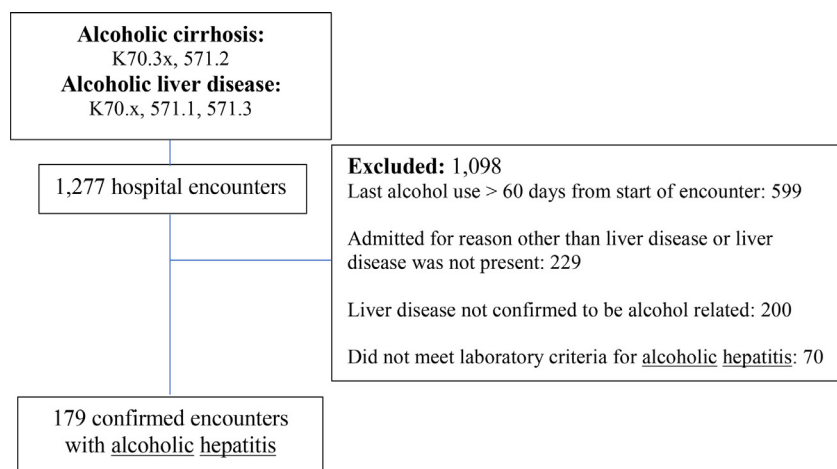 Alcoholic cirrhosis:
K70.3x, 571.2
Alcoholic liver disease:
K70.x, 571.1, 571.3
1,277 hospital encounters
Excluded: 1,098
Last alcohol use > 60 days from start of encounter: 599
Admitted for reason other than liver disease or liver
disease was not present: 229
Liver disease not confirmed to be alcohol related: 200
Did not meet laboratory criteria for alcoholic hepatitis: 70
179 confirmed encounters
with alcoholic hepatitis